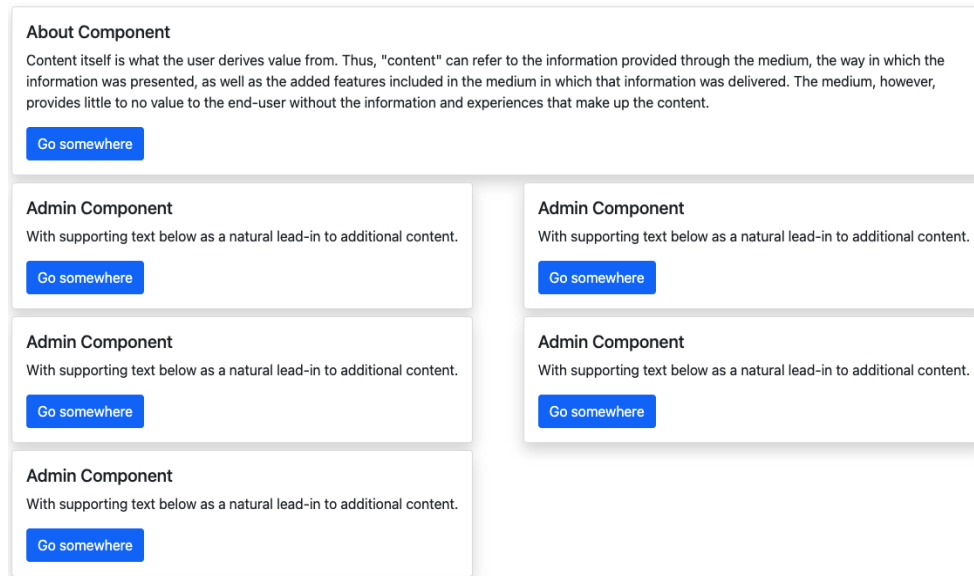 About Component
Content itself is what the user derives value from. Thus, "content" can refer to the information provided through the medium, the way in which the
information was presented, as well as the added features included in the medium in which that information was delivered. The medium, however,
provides little to no value to the end-user without the information and experiences that make up the content.
Go somewhere
Admin Component
With supporting text below as a natural lead-in to additional content.
Go somewhere
Admin Component
With supporting text below as a natural lead-in to additional content.
Go somewhere
Admin Component
With supporting text below as a natural lead-in to additional content.
Go somewhere
Admin Component
With supporting text below as a natural lead-in to additional content.
Go somewhere
Admin Component
With supporting text below as a natural lead-in to additional content.
Go somewhere